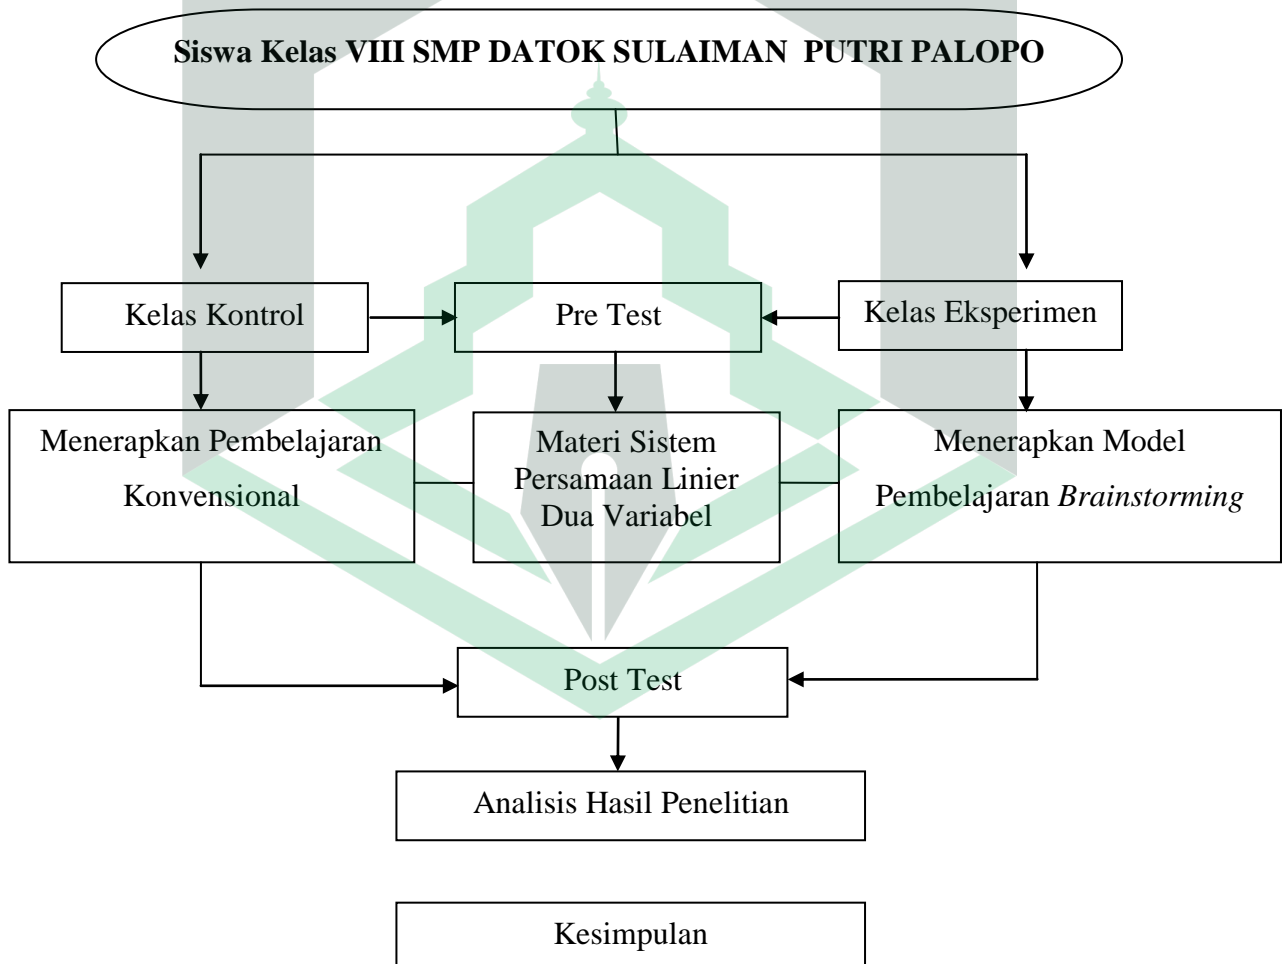 Siswa Kelas VIII SMP DATOK SULAIMAN PUTRI PALOPO
Kelas Kontrol
Pre Test
Kelas Eksperimen
Menerapkan Pembelajaran
Konvensional
Materi Sistem
Persamaan Linier
Dua Variabel
Menerapkan Model
Pembelajaran Brainstorming
Post Test
Analisis Hasil Penelitian
Kesimpulan